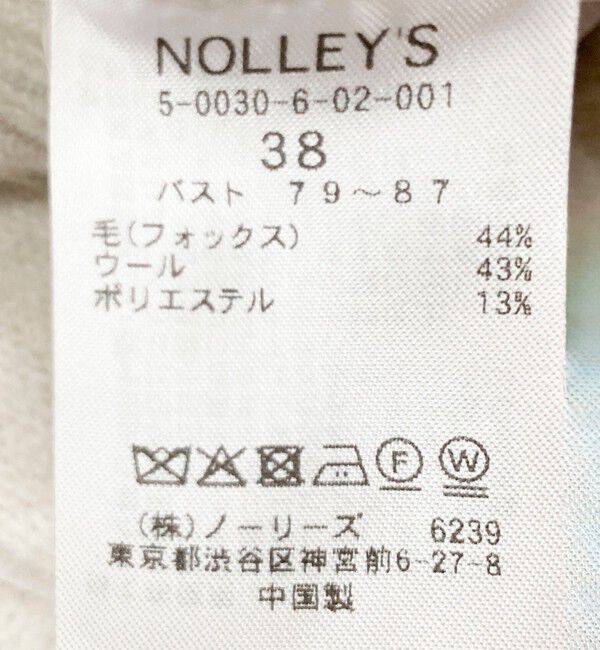 NOLLEY'S
5-0030-6-02-001
38
バスト 79~87
毛(フォックス) 44%
ウール 43%
ポリエステル 13%
F W
(株)ノーリーズ 6239
東京都渋谷区神宮前6-27-8
中国製